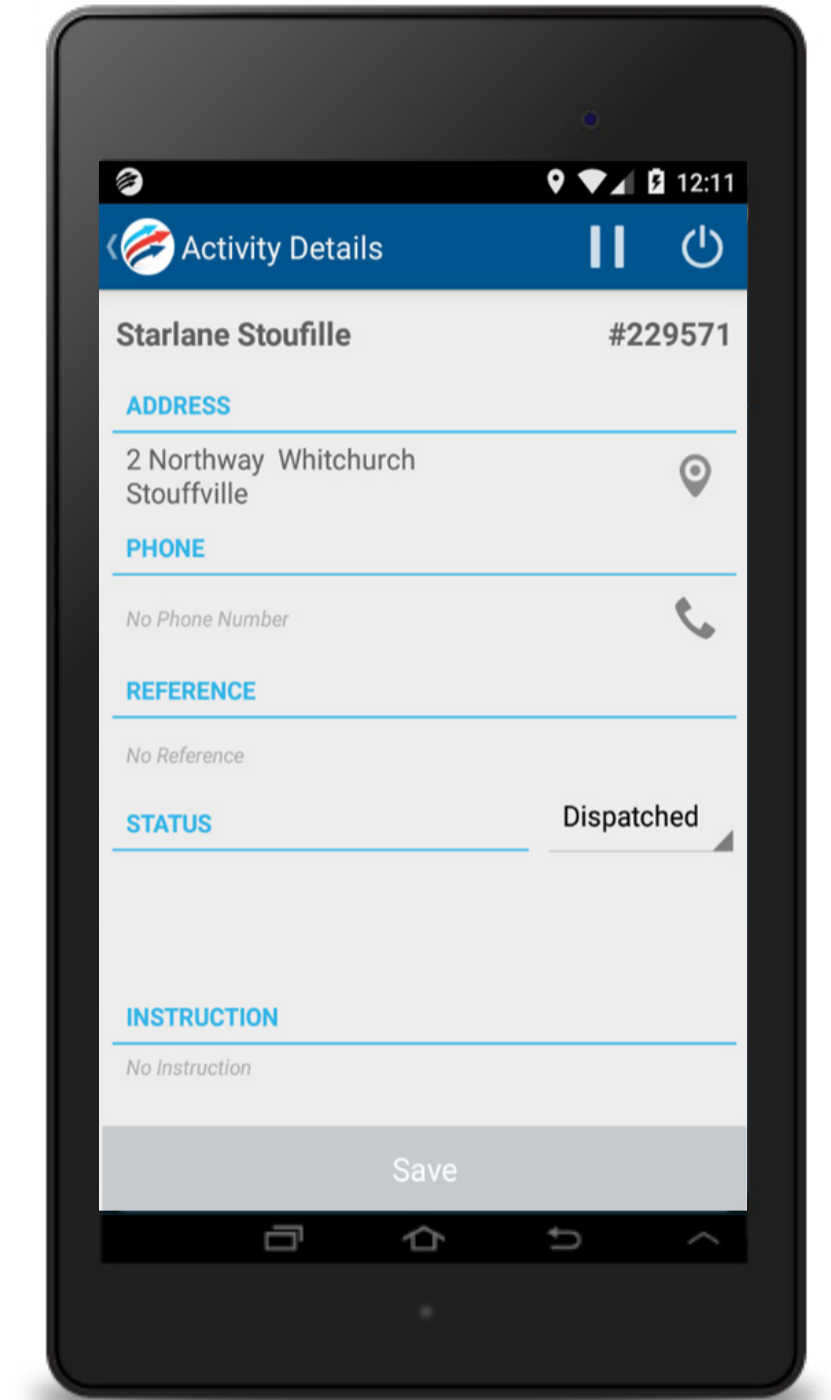 12:11
Activity Details
Starlane Stoufille #229571
ADDRESS
2 Northway  Whitchurch
Stouffville
PHONE
No Phone Number
REFERENCE
No Reference
STATUS Dispatched
INSTRUCTION
No Instruction
Save